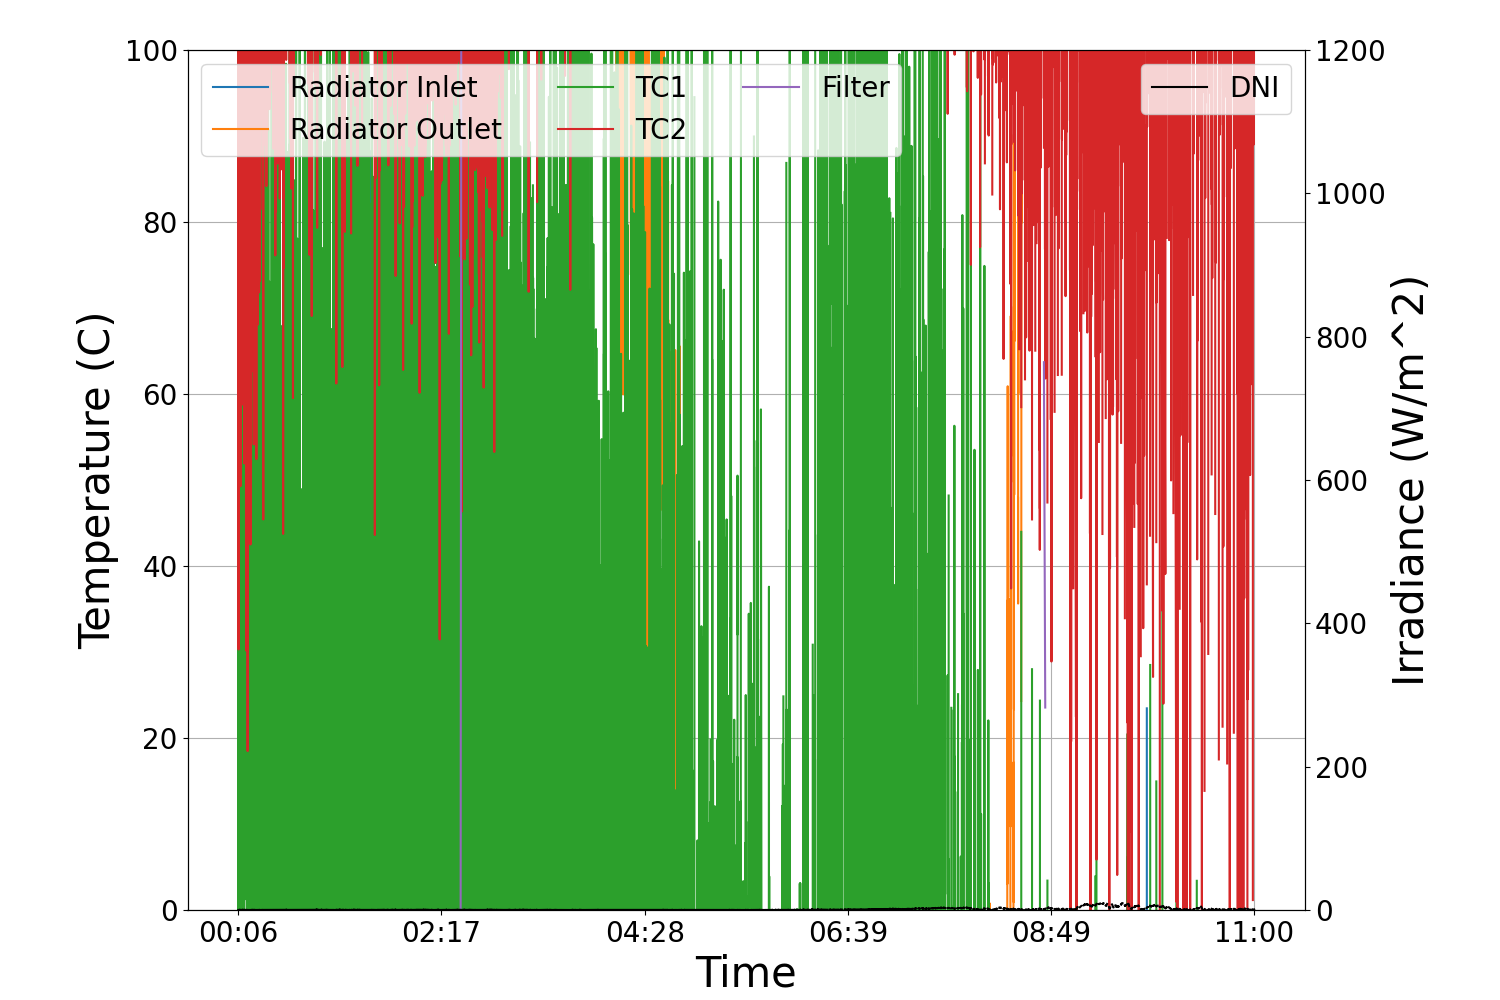 Radiator Inlet
Radiator Outlet
TC1
TC2
Filter
DNI
Temperature (C)
100
80
60
40
20
0
Irradiance (W/m^2)
1200
1000
800
600
400
200
0
00:06 02:17 04:28 06:39 08:49 11:00
Time